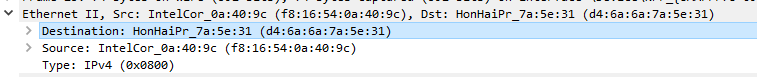 Ethernet II, Src: IntelCor_0a:40:9c (f8:16:54:0a:40:9c), Dst: HonHaiPr_7a:5e:31 (d4:6a:6a:7a:5e:31)
Destination: HonHaiPr_7a:5e:31 (d4:6a:6a:7a:5e:31)
Source: IntelCor_0a:40:9c (f8:16:54:0a:40:9c)
Type: IPv4 (0x0800)